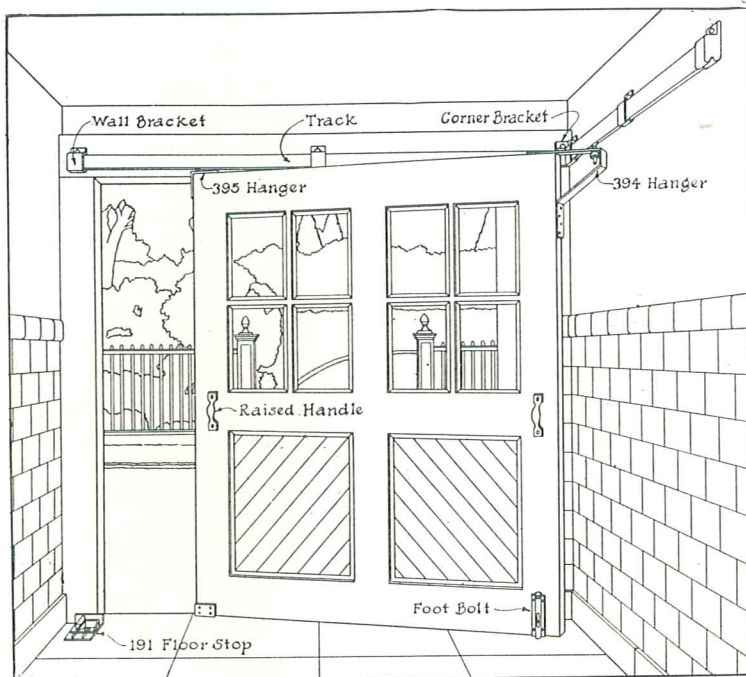 Wall Bracket
Track
Corner Bracket
395 Hanger
394 Hanger
Raised Handle
Foot Bolt
191 Floor Stop